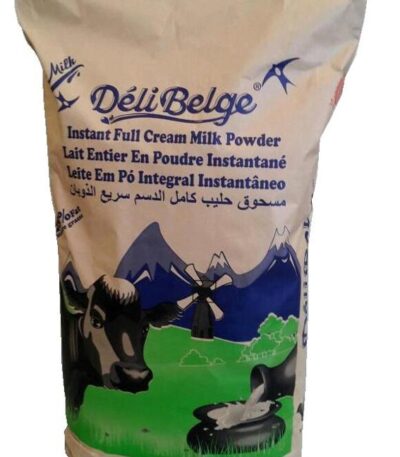 Milk
DéliBelge®
Instant Full Cream Milk Powder
Lait Entier En Poudre Instantané
Leite Em Pó Integral Instantâneo
مسحوق حليب كامل الدسم سريع الذوبان